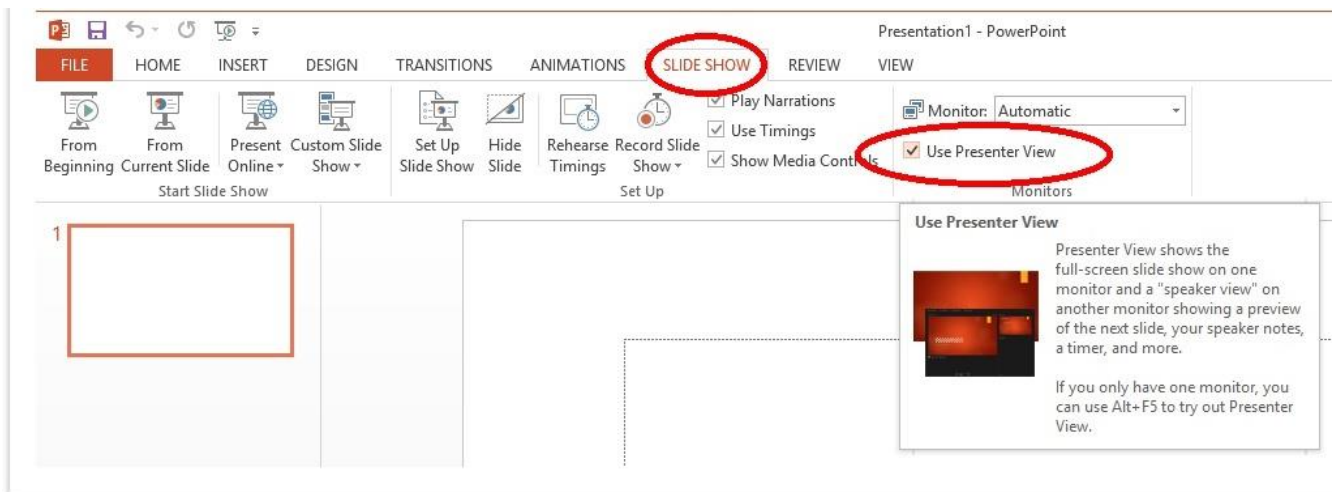 Presentation1 - PowerPoint
FILE HOME INSERT DESIGN TRANSITIONS ANIMATIONS SLIDE SHOW REVIEW VIEW
From Beginning
From Current Slide
Present Online
Custom Slide Show
Start Slide Show
Set Up Slide Show
Hide Slide
Rehearse Timings
Record Slide Show
Play Narrations
Use Timings
Show Media Controls
Set Up
Monitor: Automatic
Use Presenter View
Monitors
1
Use Presenter View
Presenter View shows the
full-screen slide show on one
monitor and a "speaker view" on
another monitor showing a preview
of the next slide, your speaker notes,
a timer, and more.
If you only have one monitor, you
can use Alt+F5 to try out Presenter
View.